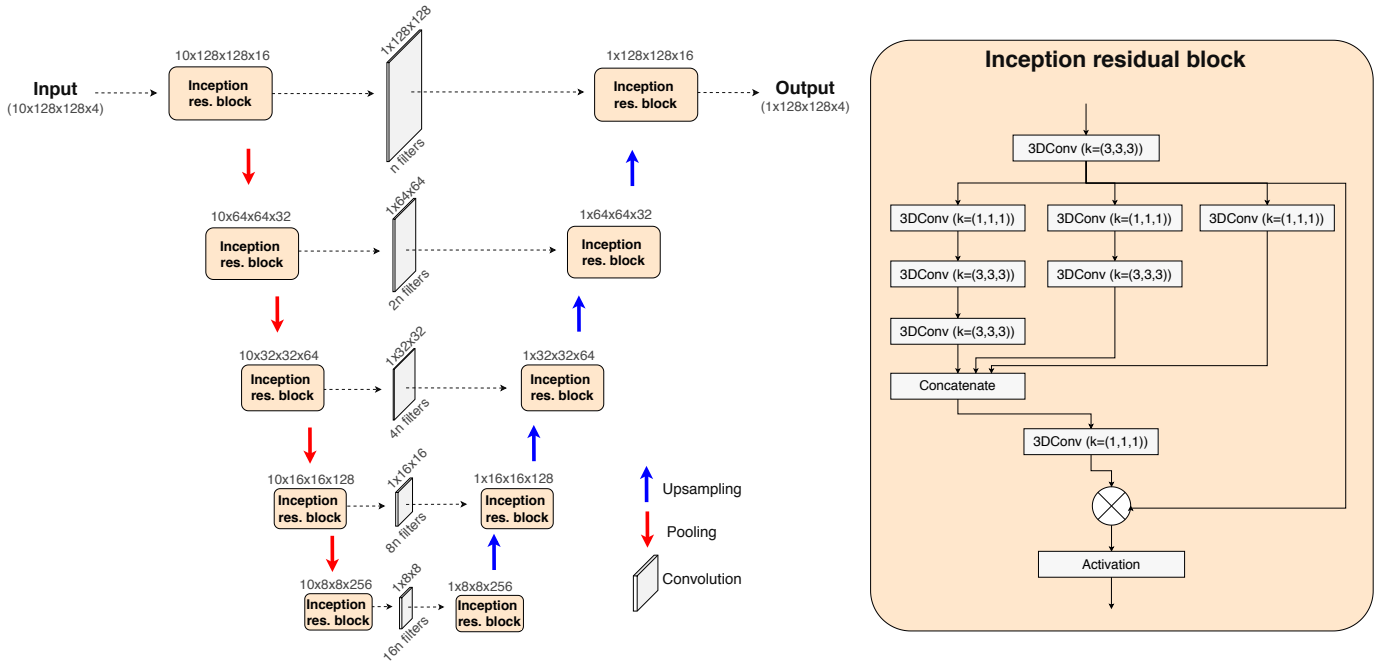 Input
(10x128x128x4)
10x128x128x16
Inception
res. block
1x128x128
n filters
1x128x128x16
Inception
res. block
Output
(1x128x128x4)
10x64x64x32
Inception
res. block
1x64x64
2n filters
1x64x64x32
Inception
res. block
10x32x32x64
Inception
res. block
1x32x32
4n filters
1x32x32x64
Inception
res. block
10x16x16x128
Inception
res. block
1x16x16
8n filters
1x16x16x128
Inception
res. block
10x8x8x256
Inception
res. block
1x8x8
16n filters
1x8x8x256
Inception
res. block
Upsampling
Pooling
Convolution
Inception residual block
3DConv (k=(3,3,3))
3DConv (k=(1,1,1))
3DConv (k=(1,1,1))
3DConv (k=(1,1,1))
3DConv (k=(3,3,3))
3DConv (k=(3,3,3))
3DConv (k=(3,3,3))
Concatenate
3DConv (k=(1,1,1))
Activation